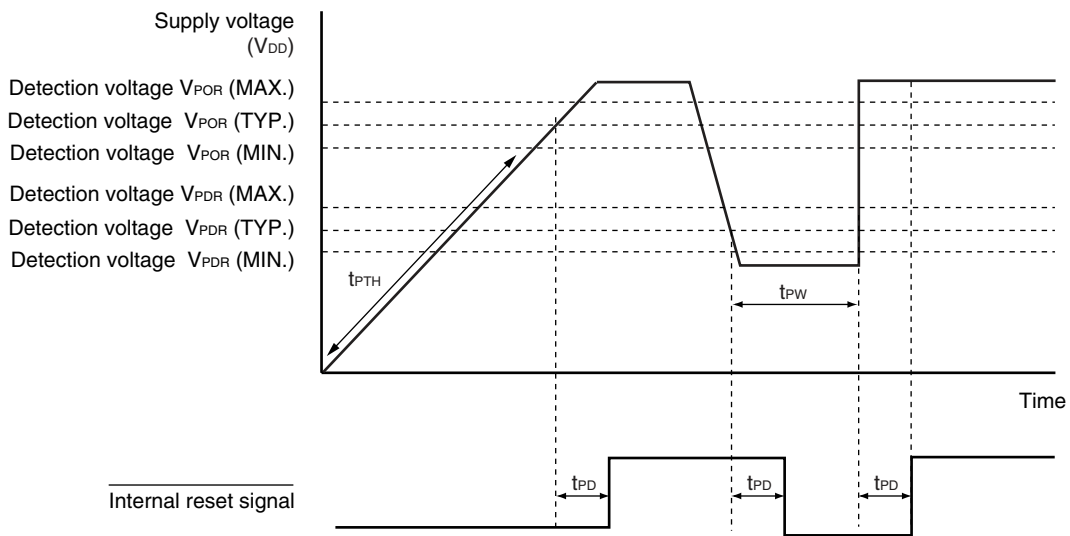 Supply voltage
(VDD)
Detection voltage VPOR (MAX.)
Detection voltage VPOR (TYP.)
Detection voltage VPOR (MIN.)
Detection voltage VPDR (MAX.)
Detection voltage VPDR (TYP.)
Detection voltage VPDR (MIN.)
tPTH
tPW
Time
tPD
tPD
tPD
Internal reset signal